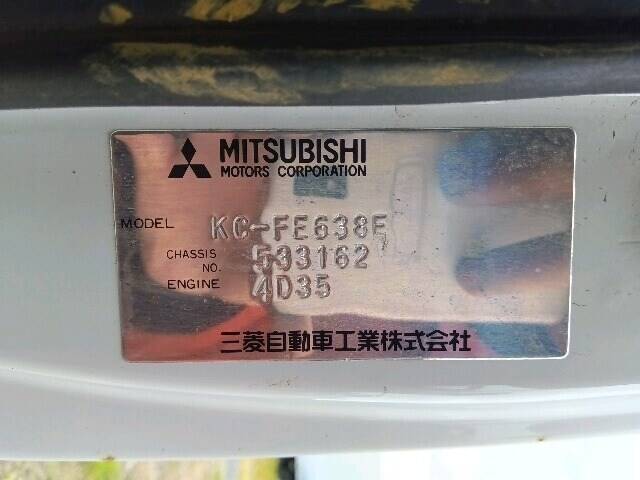 MITSUBISHI
MOTORS CORPORATION
MODEL KC-FE638E
CHASSIS NO. 533162
ENGINE 4D35
三菱自動車工業株式会社